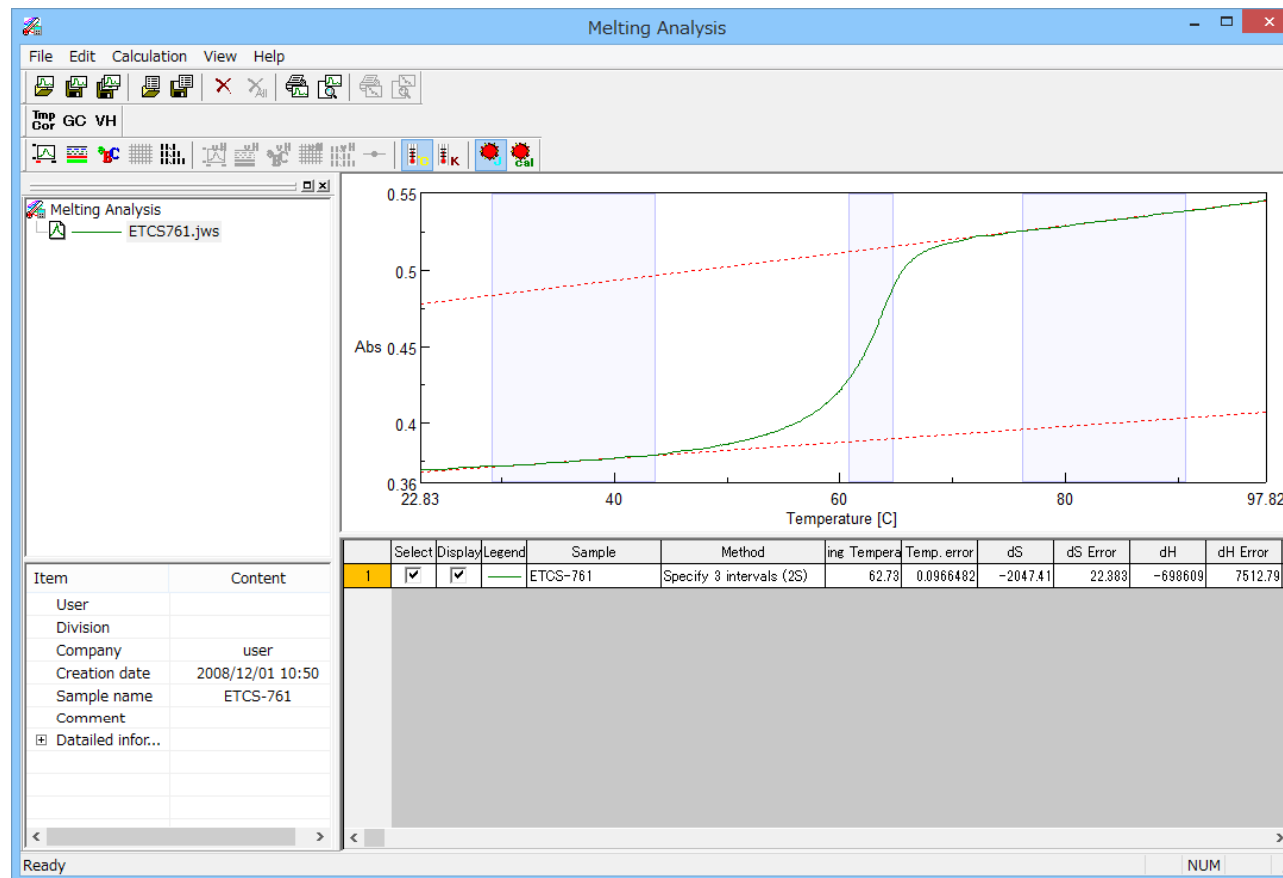 Melting Analysis
File Edit Calculation View Help
All
Tmp Cor GC VH
K Cal
Melting Analysis
ETCS761.jws
0.55
0.5
Abs 0.45
0.4
0.36
22.83 40 60 80 97.82
Temperature [C]
Select Display Legend Sample Method ing Tempera Temp. error dS dS Error dH dH Error
1 ETCS-761 Specify 3 intervals (2S) 62.73 0.0966482 -2047.41 22.383 -698609 7512.79
Item Content
User
Division
Company user
Creation date 2008/12/01 10:50
Sample name ETCS-761
Comment
Datailed infor...
Ready NUM